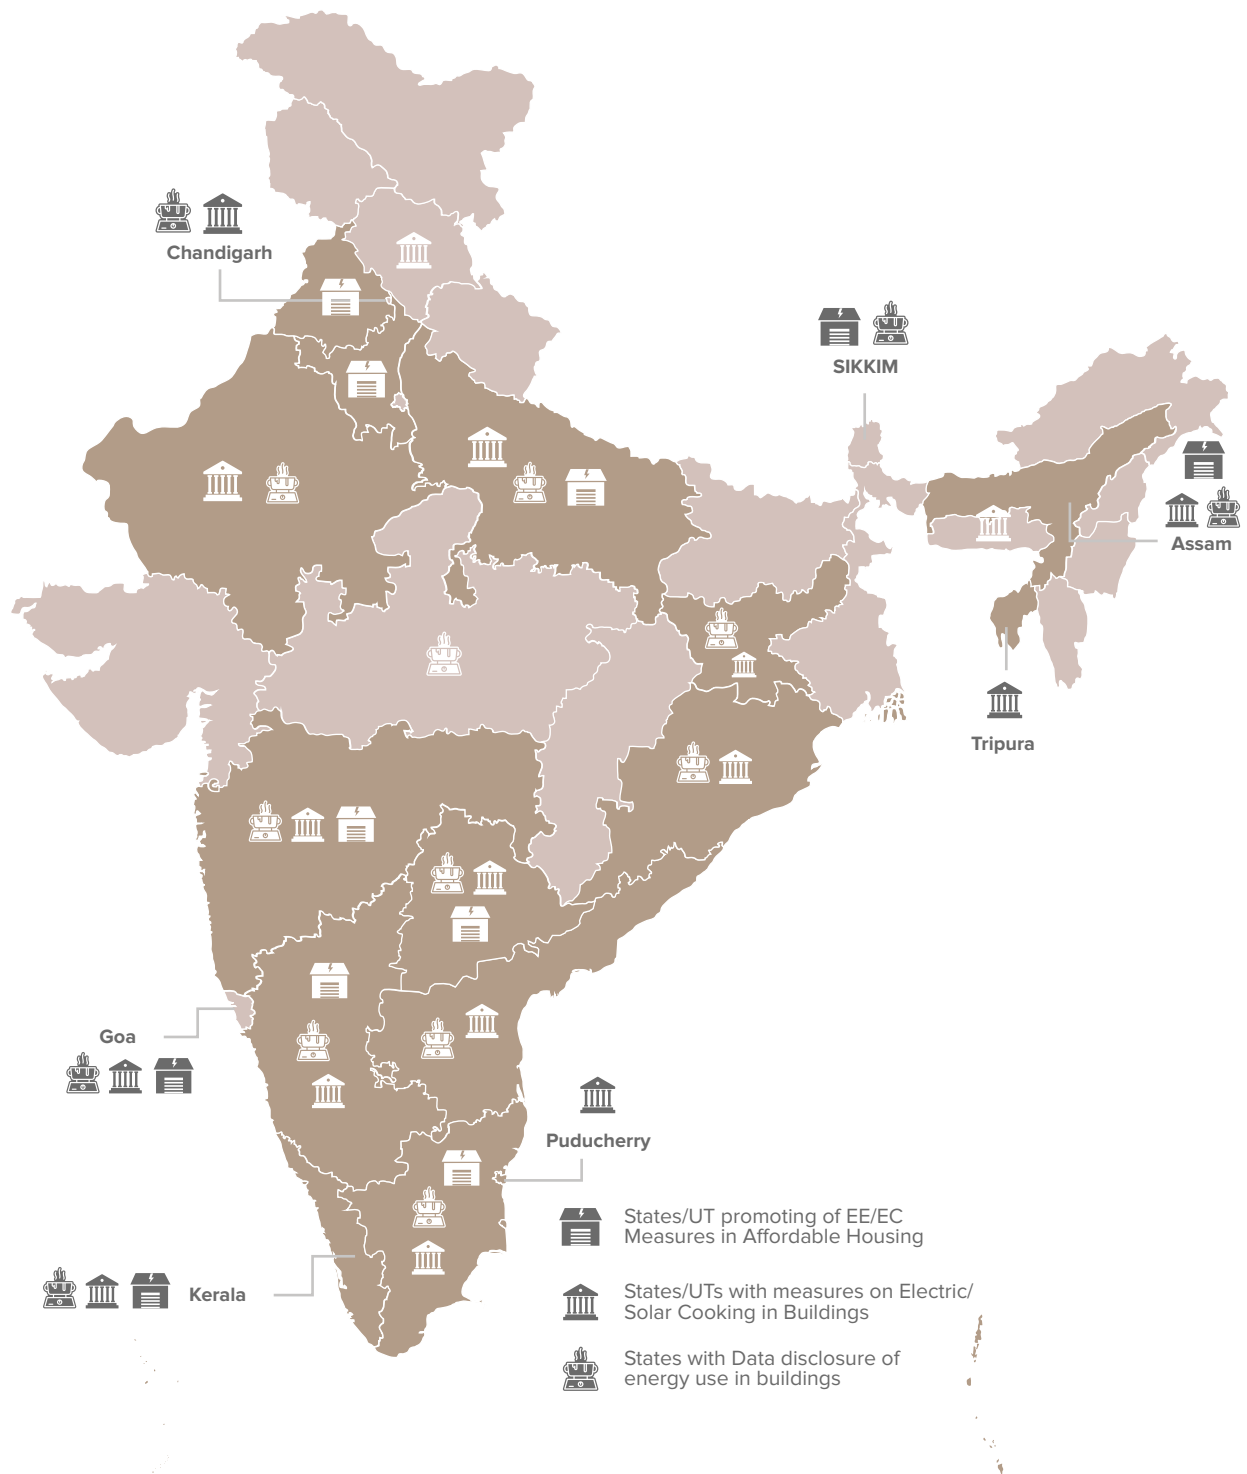 Chandigarh
SIKKIM
Assam
Tripura
Goa
Puducherry
Kerala
States/UT promoting of EE/EC
Measures in Affordable Housing
States/UTs with measures on Electric/
Solar Cooking in Buildings
States with Data disclosure of
energy use in buildings